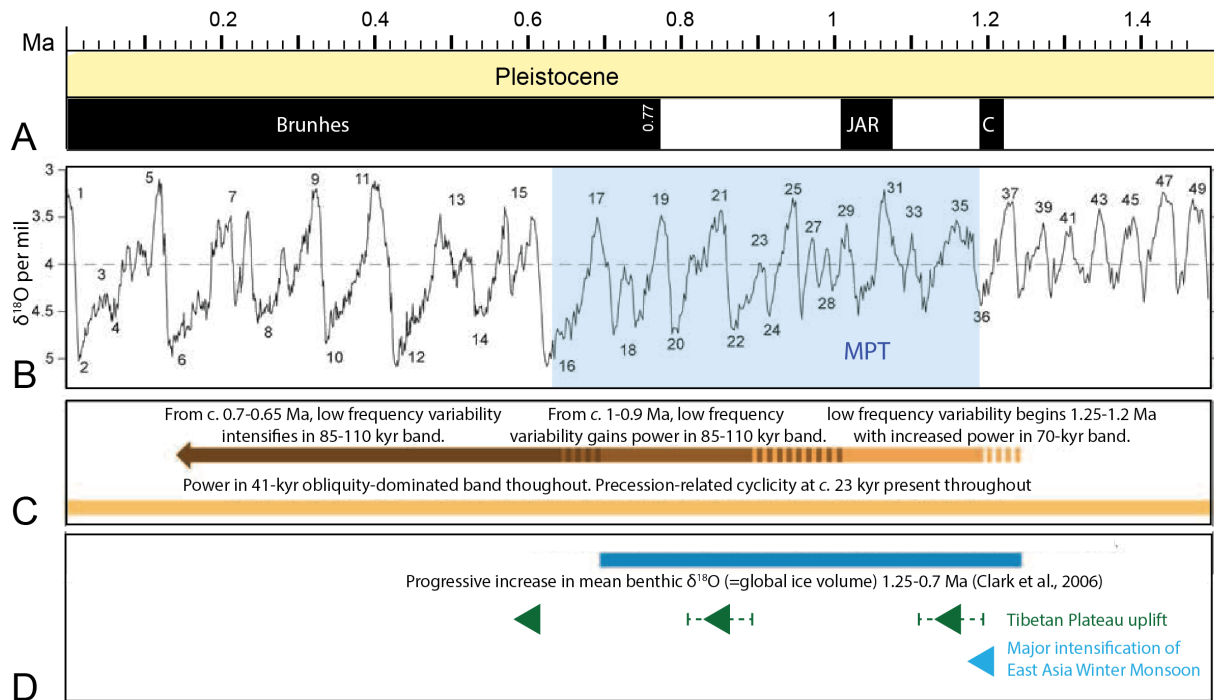 0.2 0.4 0.6 0.8 1 1.2 1.4
Ma
Pleistocene
A Brunhes 0.77 JAR C
3
3.5
4
4.5
5
δ18O per mil
B
1 5 7 9 11 13 15 17 19 21 23 25 27 29 31 33 35 37 39 41 43 45 47 49
3 4 2 6 8 10 12 14 16 18 20 22 24 28 36
MPT
From c. 0.7-0.65 Ma, low frequency variability
intensifies in 85-110 kyr band.
From c. 1-0.9 Ma, low frequency
variability gains power in 85-110 kyr band.
low frequency variability begins 1.25-1.2 Ma
with increased power in 70-kyr band.
Power in 41-kyr obliquity-dominated band thoughout. Precession-related cyclicity at c. 23 kyr present throughout
C
Progressive increase in mean benthic δ18O (=global ice volume) 1.25-0.7 Ma (Clark et al., 2006)
Tibetan Plateau uplift
Major intensification of
East Asia Winter Monsoon
D